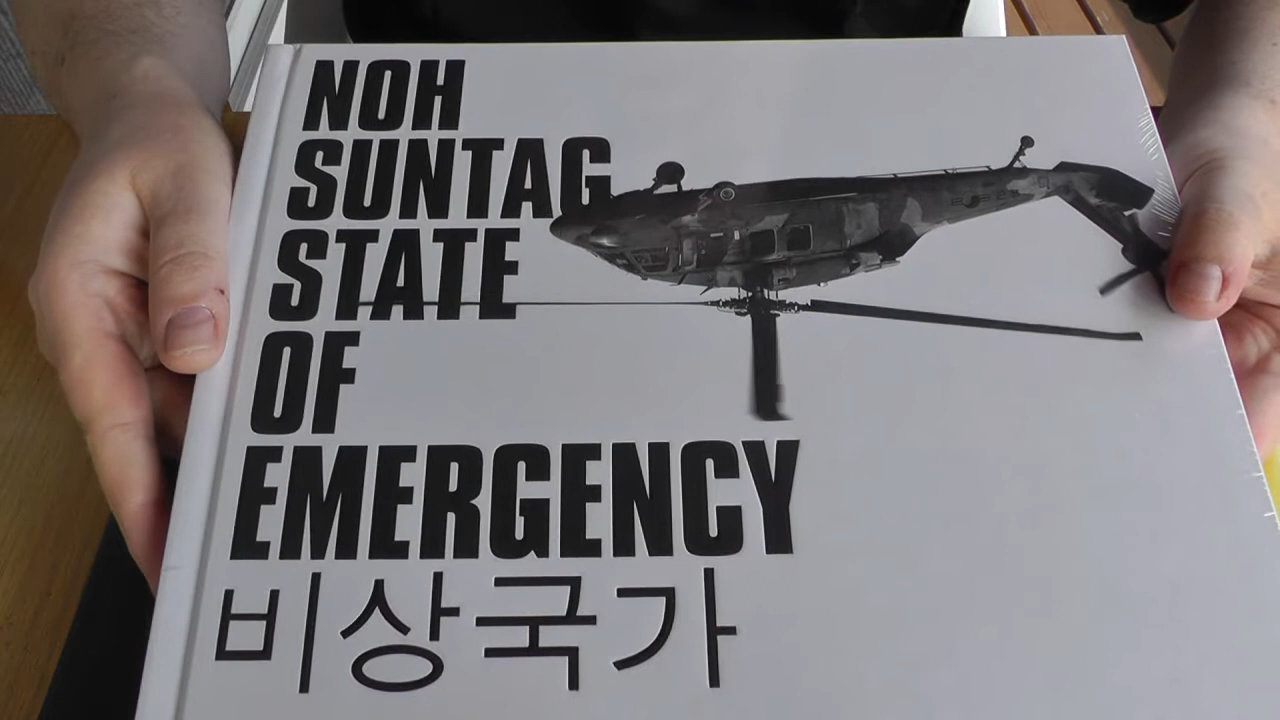 NOH
SUNTAG
STATE
OF
EMERGENCY
비상국가